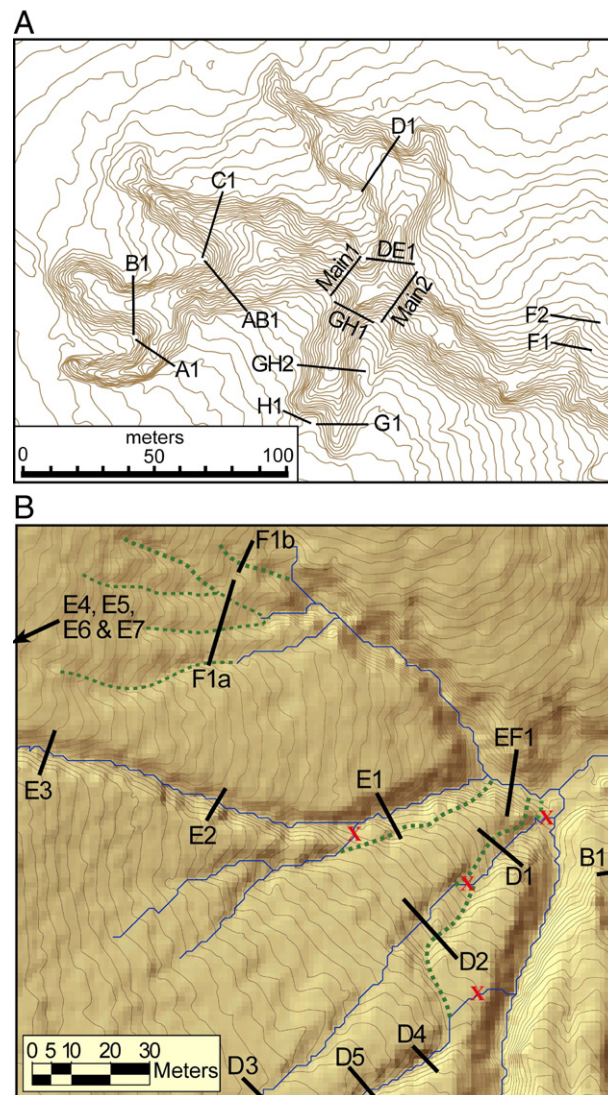 A
D1
C1
B1
Main1
DE1
Main2
F2
AB1
GH1
F1
A1
GH2
H1
G1
meters
0 50 100
B
F1b
E4, E5,
E6 & E7
F1a
EF1
E3
E1
E2
X
X
D1
B1
X
D2
X
0 5 10 20 30
Meters
D4
D3
D5